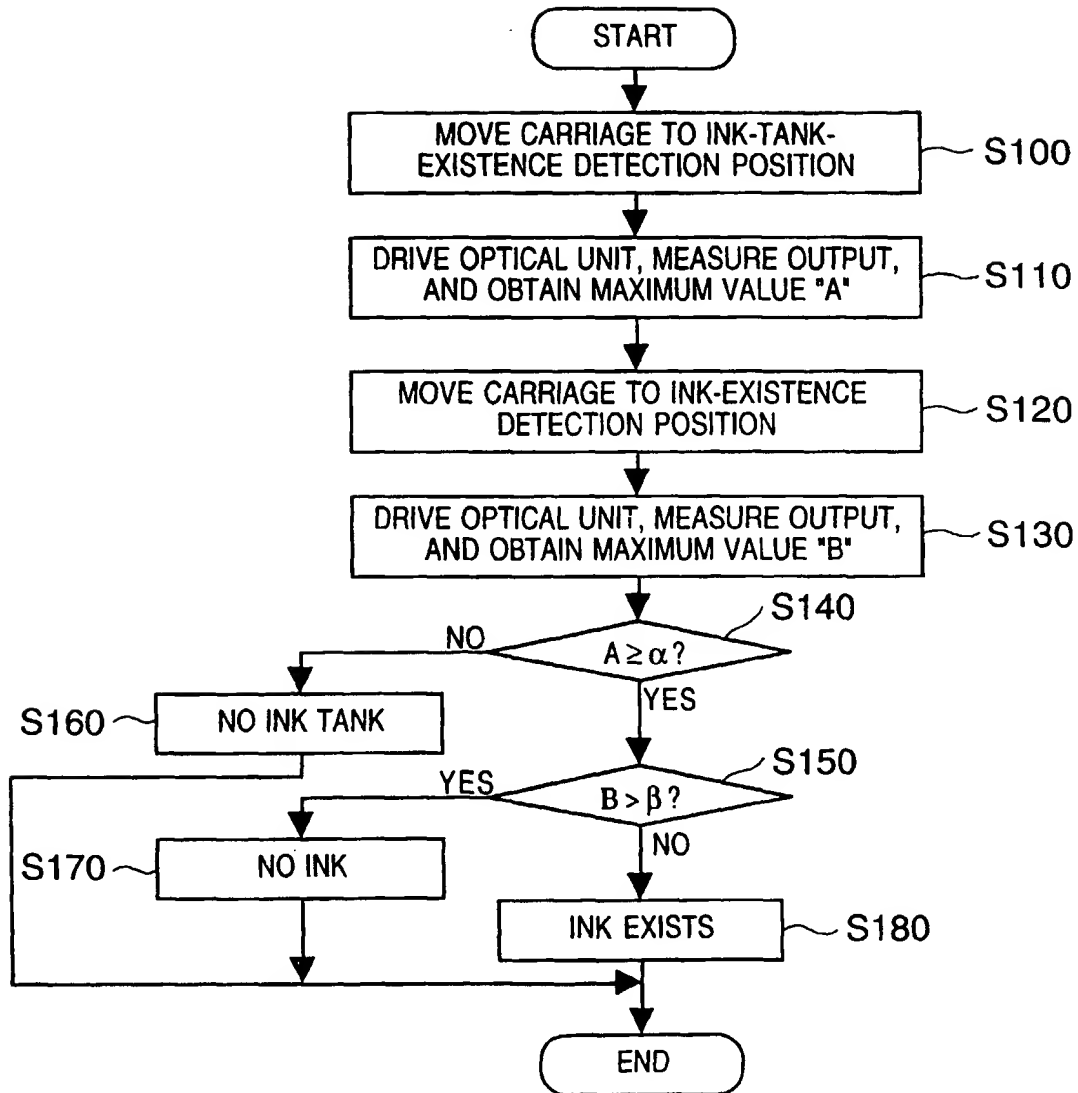 START
MOVE CARRIAGE TO INK-TANK-
EXISTENCE DETECTION POSITION
S100
DRIVE OPTICAL UNIT, MEASURE OUTPUT,
AND OBTAIN MAXIMUM VALUE "A"
S110
MOVE CARRIAGE TO INK-EXISTENCE
DETECTION POSITION
S120
DRIVE OPTICAL UNIT, MEASURE OUTPUT,
AND OBTAIN MAXIMUM VALUE "B"
S130
S140
NO
A ≥ α ?
YES
S160
NO INK TANK
S150
YES
B > β ?
NO
S170
NO INK
INK EXISTS
S180
END